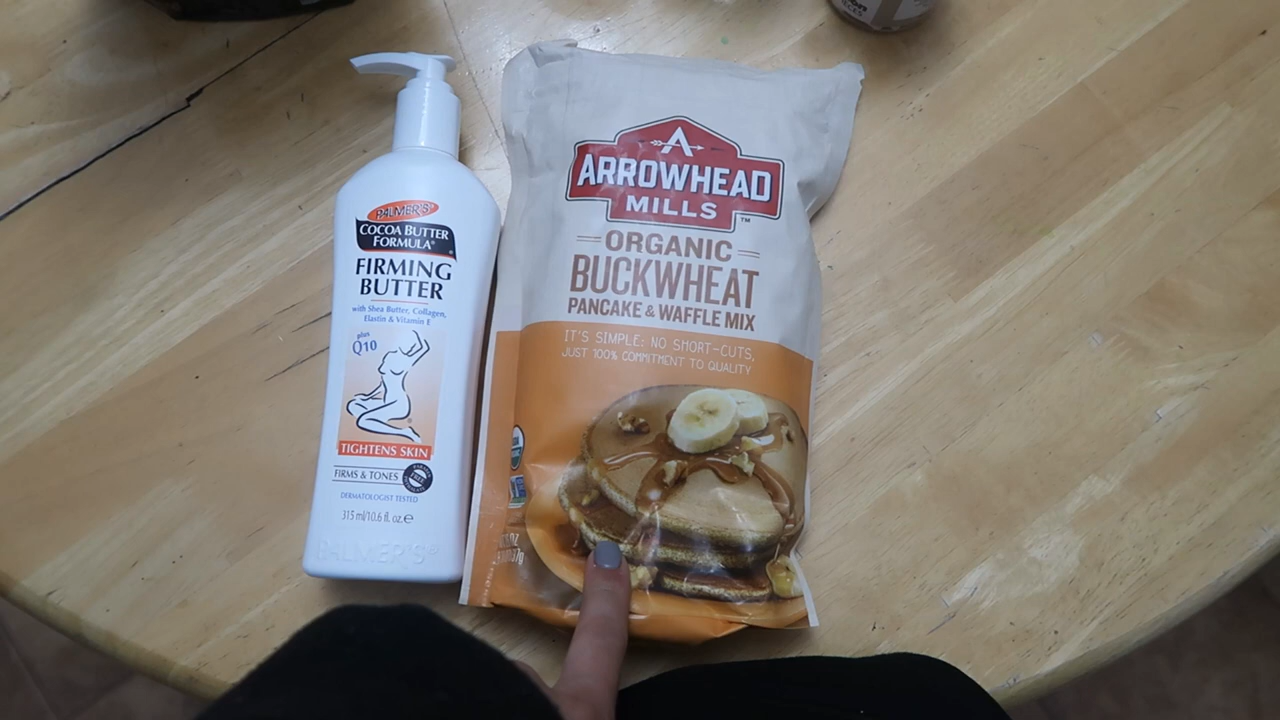 PALMER'S®
COCOA BUTTER
FORMULA®
FIRMING
BUTTER
with Shea Butter, Collagen,
Elastin & Vitamin E
plus
Q10
TIGHTENS SKIN
FIRMS & TONES
DERMATOLOGIST TESTED
315 ml/10.6 fl. oz. ℮
PALMER'S®
ARROWHEAD
MILLS™
ORGANIC
BUCKWHEAT
PANCAKE & WAFFLE MIX
IT'S SIMPLE: NO SHORT-CUTS,
JUST 100% COMMITMENT TO QUALITY